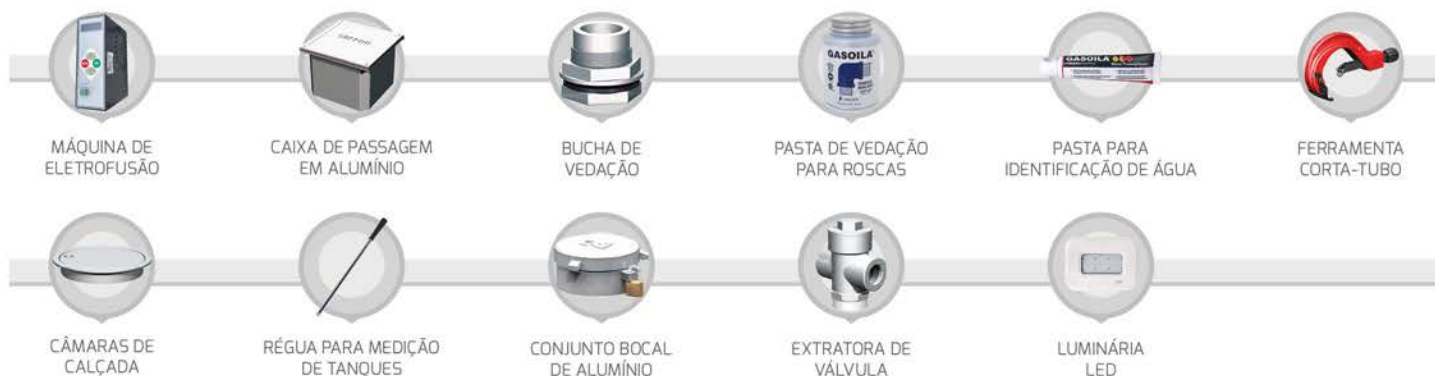 GASOILA
GASOILA
MÁQUINA DE
ELETROFUSÃO
CAIXA DE PASSAGEM
EM ALUMÍNIO
BUCHA DE
VEDAÇÃO
PASTA DE VEDAÇÃO
PARA ROSCAS
PASTA PARA
IDENTIFICAÇÃO DE ÁGUA
FERRAMENTA
CORTA-TUBO
CÂMARAS DE
CALÇADA
RÉGUA PARA MEDIÇÃO
DE TANQUES
CONJUNTO BOCAL
DE ALUMÍNIO
EXTRATORA DE
VÁLVULA
LUMINÁRIA
LED